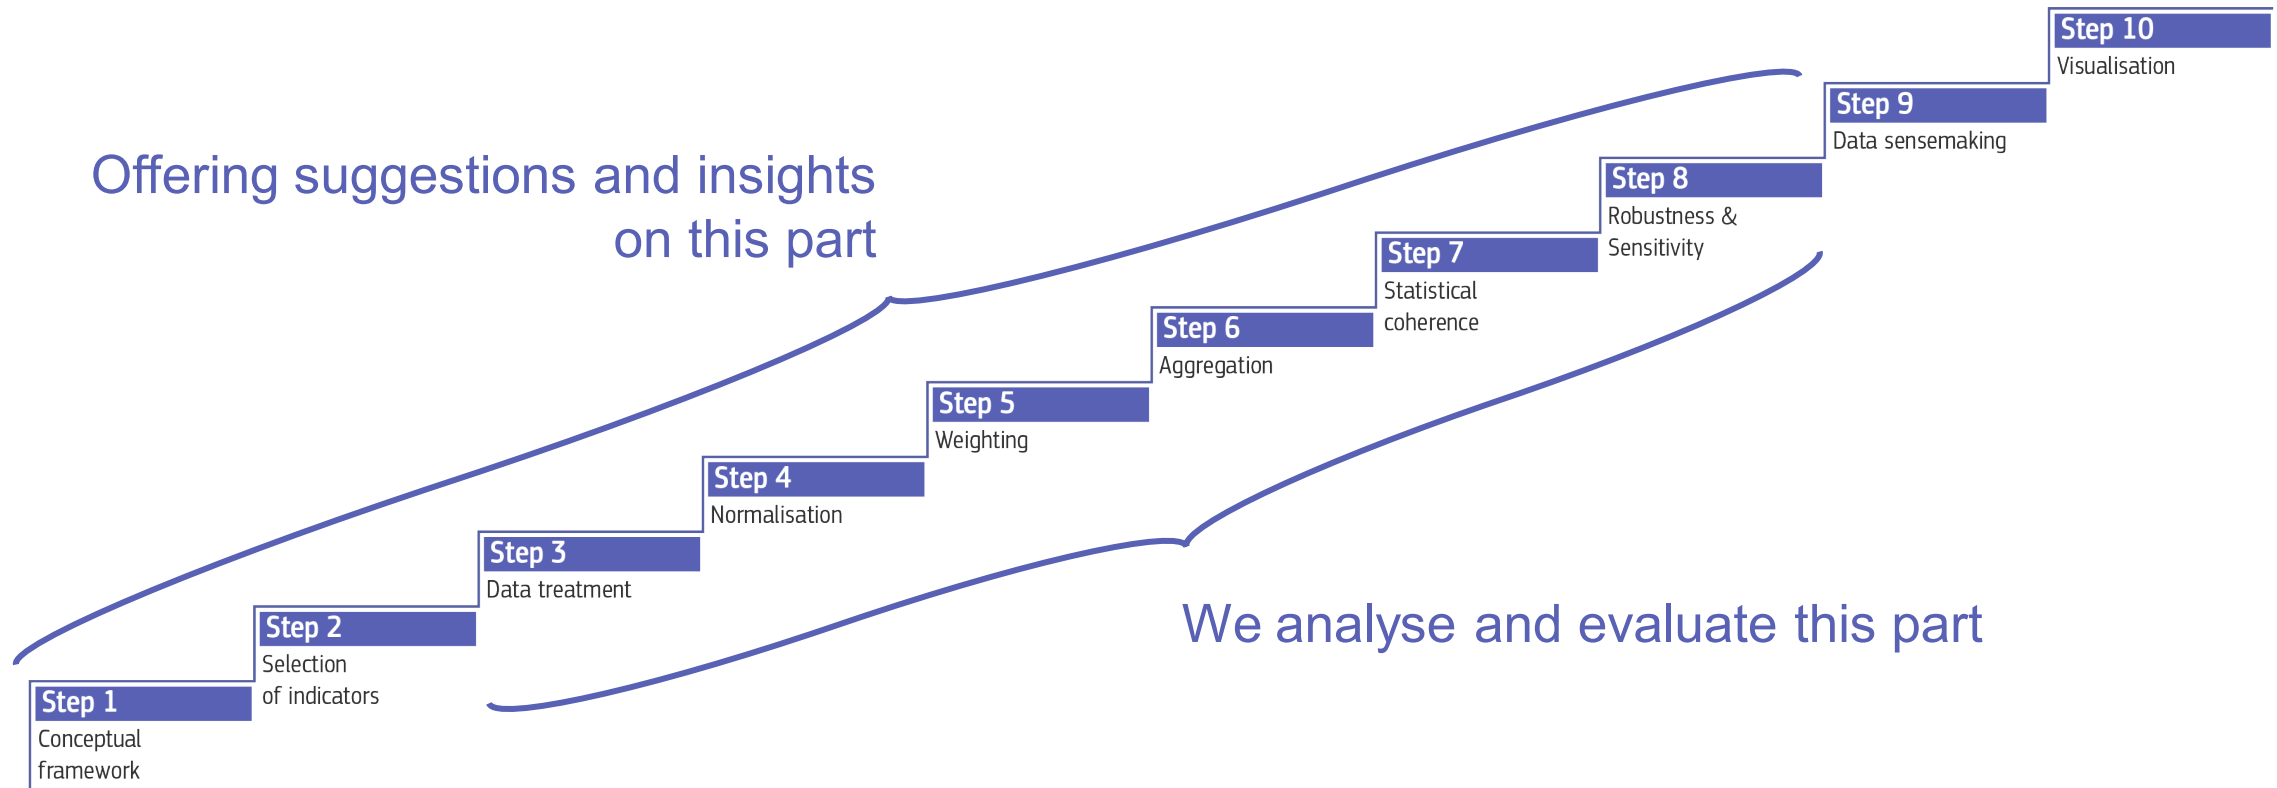 Offering suggestions and insights
on this part
Step 1
Conceptual
framework
Step 2
Selection
of indicators
Step 3
Data treatment
Step 4
Normalisation
Step 5
Weighting
Step 6
Aggregation
Step 7
Statistical
coherence
Step 8
Robustness &
Sensitivity
Step 9
Data sensemaking
Step 10
Visualisation
We analyse and evaluate this part